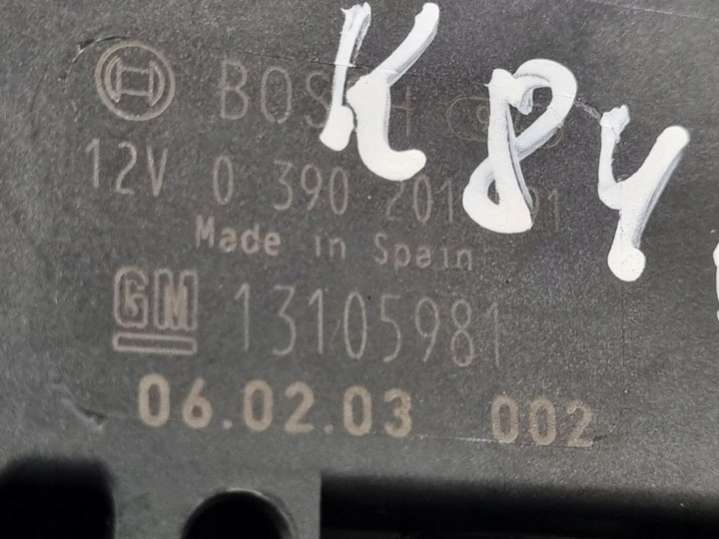 BOSCH
K84
12V 0 390 201
Made in Spain
GM 13105981
06.02.03 002